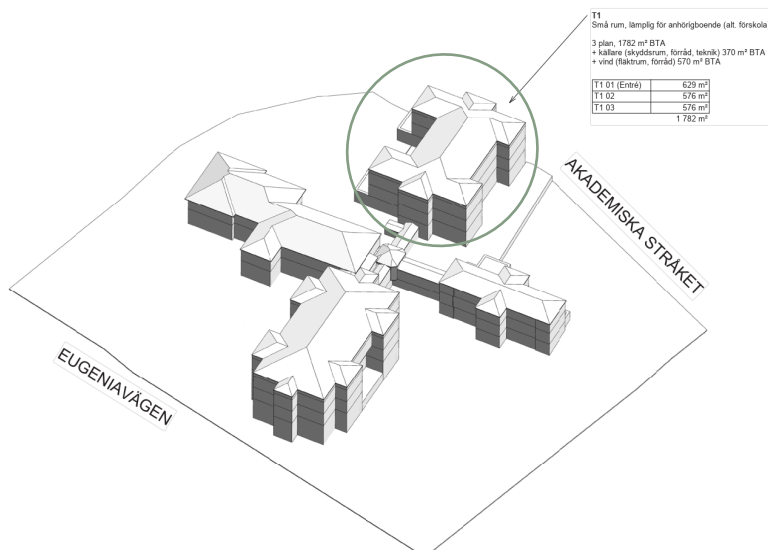 T1
Små rum, lämplig för anhörigboende (alt. förskola
3 plan, 1782 m² BTA
+ källare (skyddsrum, förråd, teknik) 370 m² BTA
+ vind (fläktrum, förråd) 570 m² BTA
T1 01 (Entré) 629 m²
T1 02 576 m²
T1 03 576 m²
1 782 m²
AKADEMISKA STRÅKET
EUGENIAVÄGEN